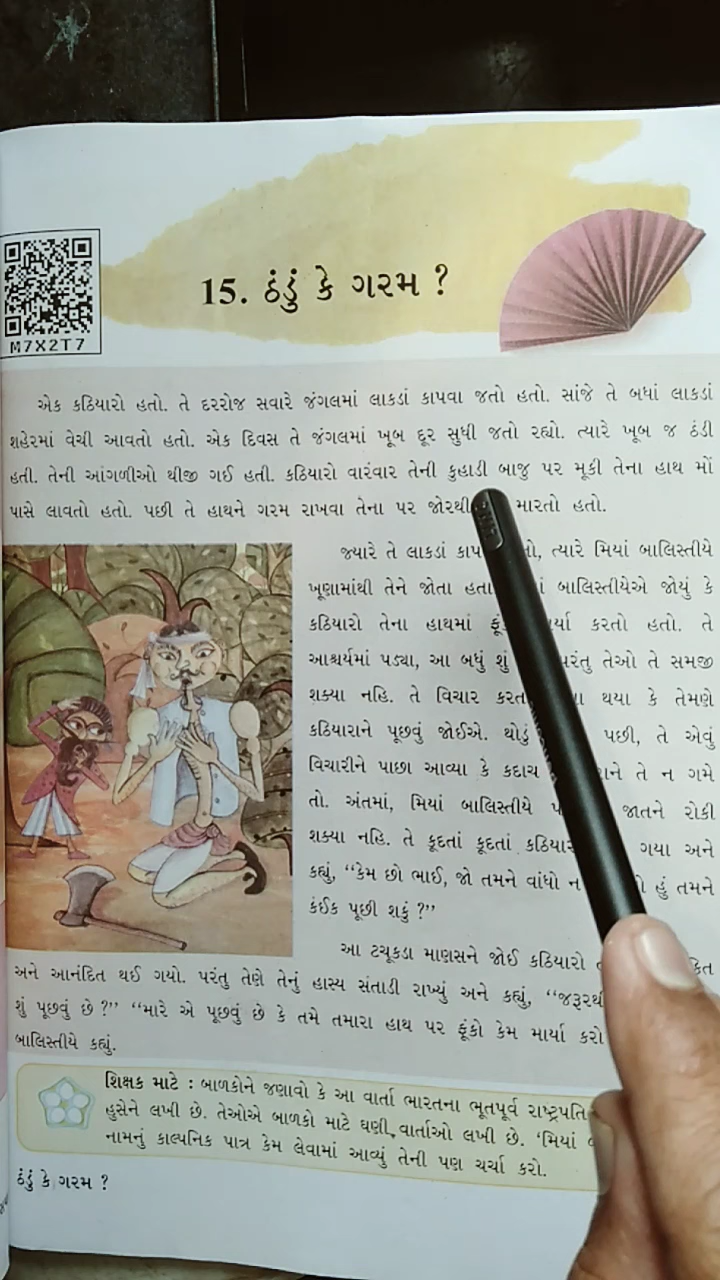 M7X2T7
15. ઠંડું કે ગરમ ?
એક કઠિયારો હતો. તે દરરોજ સવારે જંગલમાં લાકડાં કાપવા જતો હતો. સાંજે તે બધાં લાકડાં
શહેરમાં વેચી આવતો હતો. એક દિવસ તે જંગલમાં ખૂબ દૂર સુધી જતો રહ્યો. ત્યારે ખૂબ જ ઠંડી
હતી. તેની આંગળીઓ થીજી ગઈ હતી. કઠિયારો વારંવાર તેની કુહાડી બાજુ પર મૂકી તેના હાથ મોં
પાસે લાવતો હતો. પછી તે હાથને ગરમ રાખવા તેના પર જોરથી મારતો હતો.
જ્યારે તે લાકડાં ત્યારે મિયાં બાલિસ્તીયે
ખૂણામાંથી તેને જોતા બાલિસ્તીયેએ જોયું કે
કઠિયારો તેના હાથમાં કરતો હતો. તે
આશ્ચર્યમાં પડ્યા, આ બધું શું પરંતુ તેઓ તે સમજી
શક્યા નહિ. તે વિચાર થયા કે તેમણે
કઠિયારાને પૂછવું જોઈએ. થોડું પછી, તે એવું
વિચારીને પાછા આવ્યા કે કદાચ તે ન ગમે
તો. અંતમાં, મિયાં બાલિસ્તીયે જાતને રોકી
શક્યા નહિ. તે કૂદતાં કૂદતાં ગયા અને
કહ્યું, “કેમ છો ભાઈ, જો તમને વાંધો હું તમને
કંઈક પૂછી શકું ?”
આ ટચૂકડા માણસને જોઈ કઠિયારો
અને આનંદિત થઈ ગયો. પરંતુ તેણે તેનું હાસ્ય સંતાડી રાખ્યું અને કહ્યું,
શું પૂછવું છે ?” “મારે એ પૂછવું છે કે તમે તમારા હાથ પર ફૂંકો કેમ માર્યા કરો
બાલિસ્તીયે કહ્યું.
શિક્ષક માટે : બાળકોને જણાવો કે આ વાર્તા ભારતના ભૂતપૂર્વ રાષ્ટ્રપતિ
હુસેને લખી છે. તેઓએ બાળકો માટે ઘણી વાર્તાઓ લખી છે. ‘મિયાં
નામનું કાલ્પનિક પાત્ર કેમ લેવામાં આવ્યું તેની પણ ચર્ચા કરો.
ઠંડું કે ગરમ ?